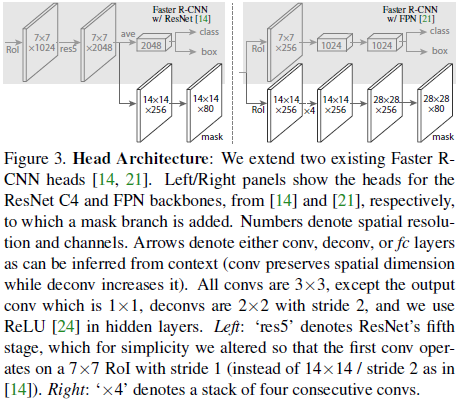 Faster R-CNN
w/ ResNet [14]
RoI
7×7
×1024
res5
7×7
×2048
ave
2048
class
box
14×14
×256
14×14
×80
mask
Faster R-CNN
w/ FPN [21]
RoI
7×7
×256
1024
1024
class
box
RoI
14×14
×256
×4
14×14
×256
28×28
×256
28×28
×80
mask
Figure 3. Head Architecture: We extend two existing Faster R-
CNN heads [14, 21]. Left/Right panels show the heads for the
ResNet C4 and FPN backbones, from [14] and [21], respectively,
to which a mask branch is added. Numbers denote spatial resolu-
tion and channels. Arrows denote either conv, deconv, or fc layers
as can be inferred from context (conv preserves spatial dimension
while deconv increases it). All convs are 3×3, except the output
conv which is 1×1, deconvs are 2×2 with stride 2, and we use
ReLU [24] in hidden layers. Left: ‘res5’ denotes ResNet’s fifth
stage, which for simplicity we altered so that the first conv oper-
ates on a 7×7 RoI with stride 1 (instead of 14×14 / stride 2 as in
[14]). Right: ‘×4’ denotes a stack of four consecutive convs.